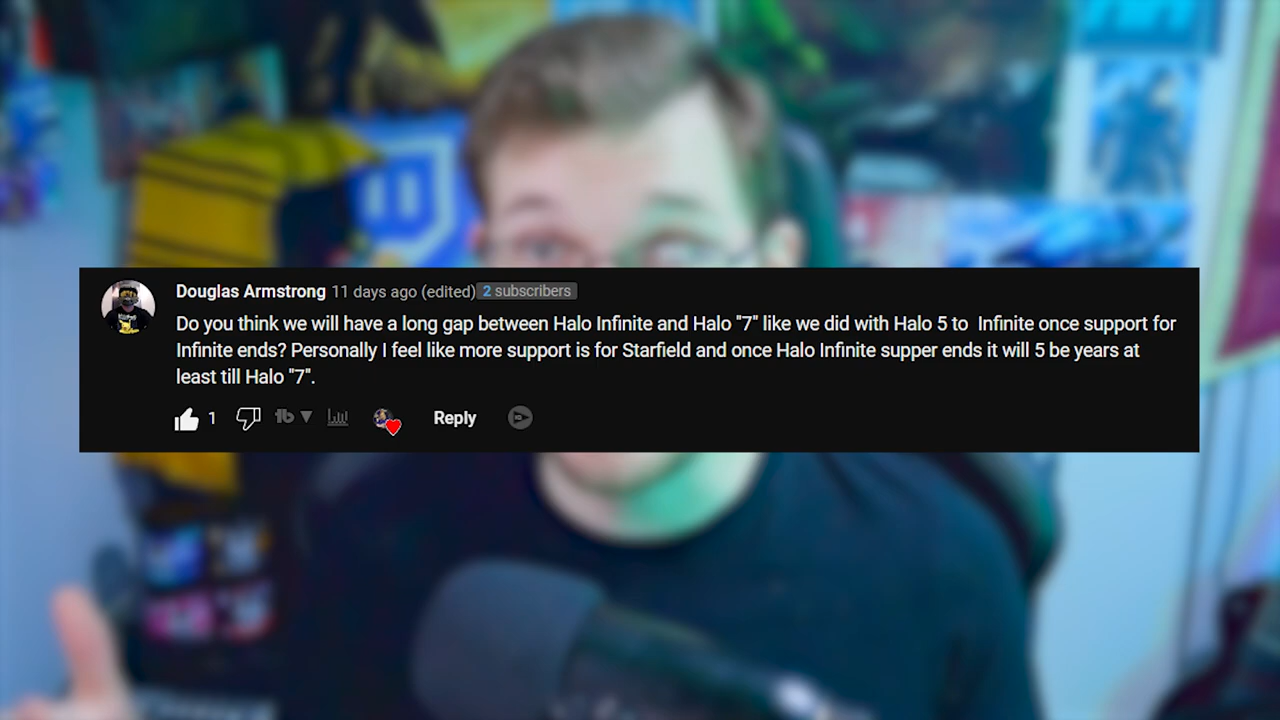 Douglas Armstrong 11 days ago (edited) 2 subscribers
Do you think we will have a long gap between Halo Infinite and Halo "7" like we did with Halo 5 to  Infinite once support for
Infinite ends? Personally I feel like more support is for Starfield and once Halo Infinite supper ends it will 5 be years at
least till Halo "7".
1 tb Reply